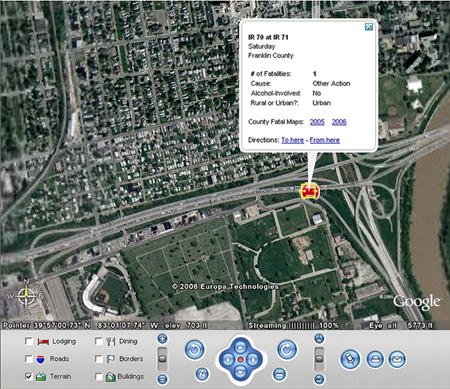 IR 70 at IR 71
Saturday
Franklin County
# of Fatalities: 1
Cause: Other Action
Alcohol-Involved: No
Rural or Urban?: Urban
County Fatal Maps: 2005 2006
Directions: To here - From here
© 2006 Europa Technologies
W
© 2005 Google
Pointer 39°57'00.73" N 83°01'07.74" W elev 703 ft Streaming |||||||||| 100% Eye alt 5773 ft
Lodging Dining
Roads Borders
Terrain Buildings
N